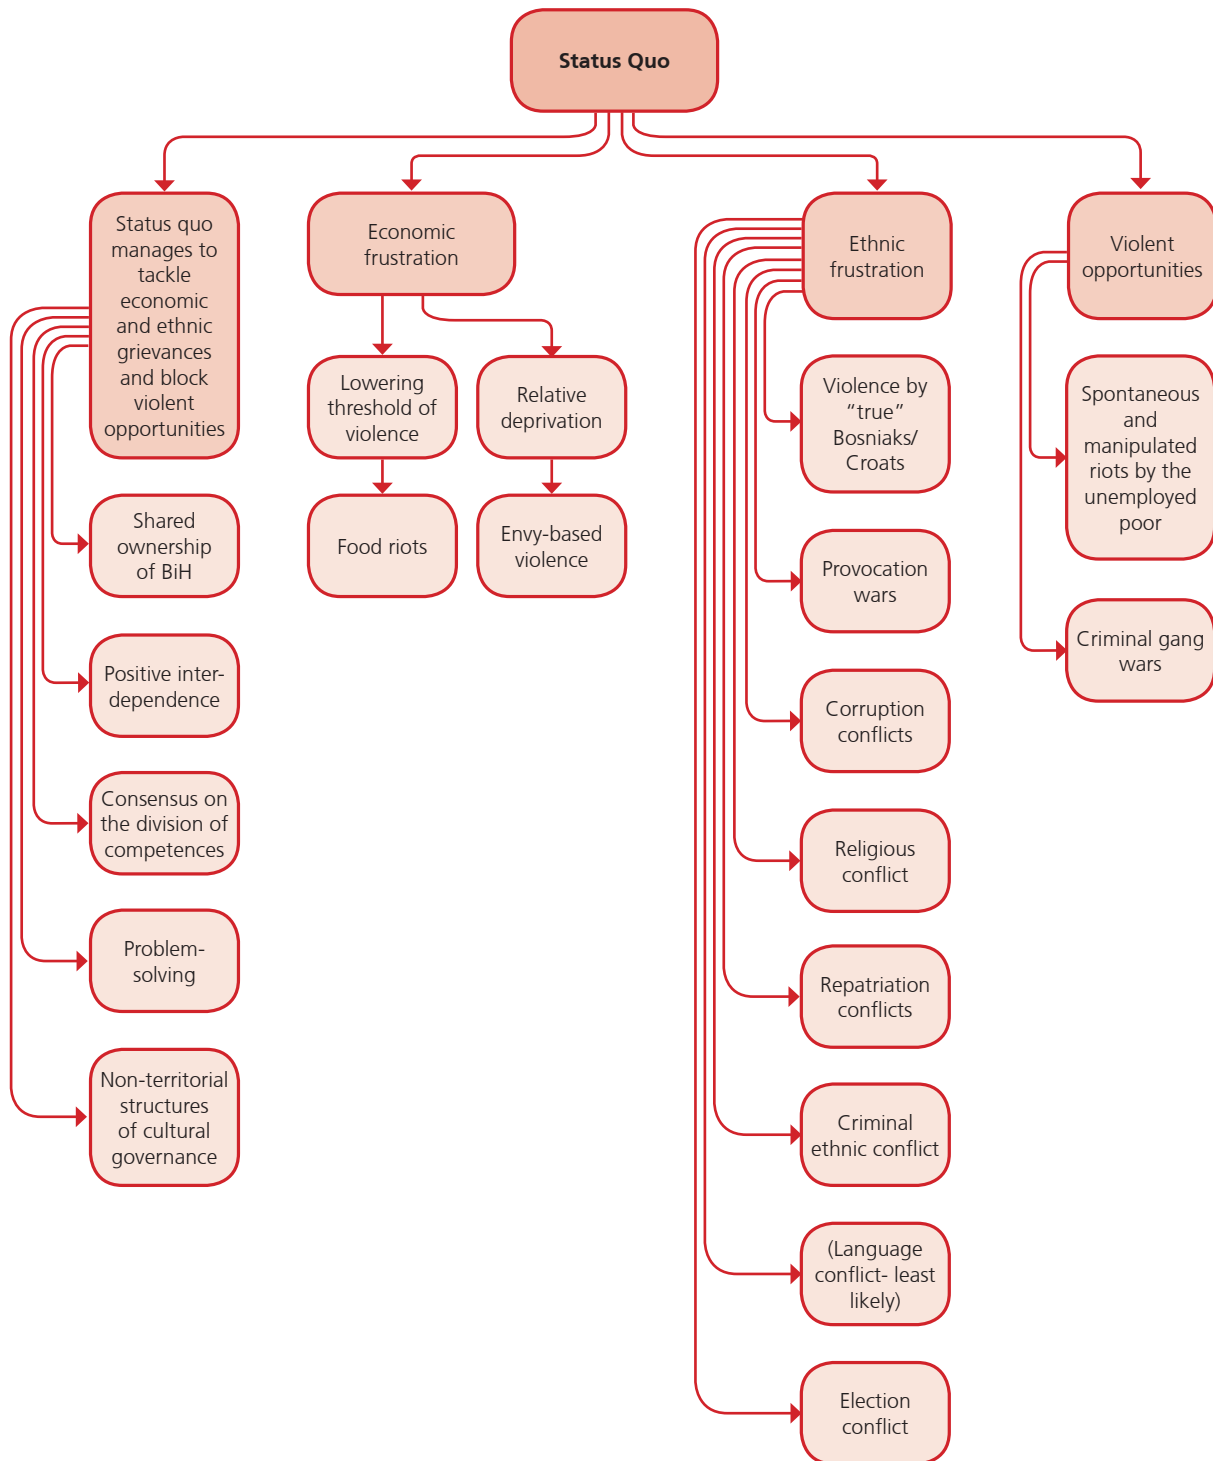 Status Quo
Status quo
manages to
tackle
economic
and ethnic
grievances
and block
violent
opportunities
Shared
ownership
of BiH
Positive inter-
dependence
Consensus on
the division of
competences
Problem-
solving
Non-territorial
structures
of cultural
governance
Economic
frustration
Lowering
threshold of
violence
Food riots
Relative
deprivation
Envy-based
violence
Ethnic
frustration
Violence by
“true”
Bosniaks/
Croats
Provocation
wars
Corruption
conflicts
Religious
conflict
Repatriation
conflicts
Criminal
ethnic conflict
(Language
conflict- least
likely)
Election
conflict
Violent
opportunities
Spontaneous
and
manipulated
riots by the
unemployed
poor
Criminal gang
wars